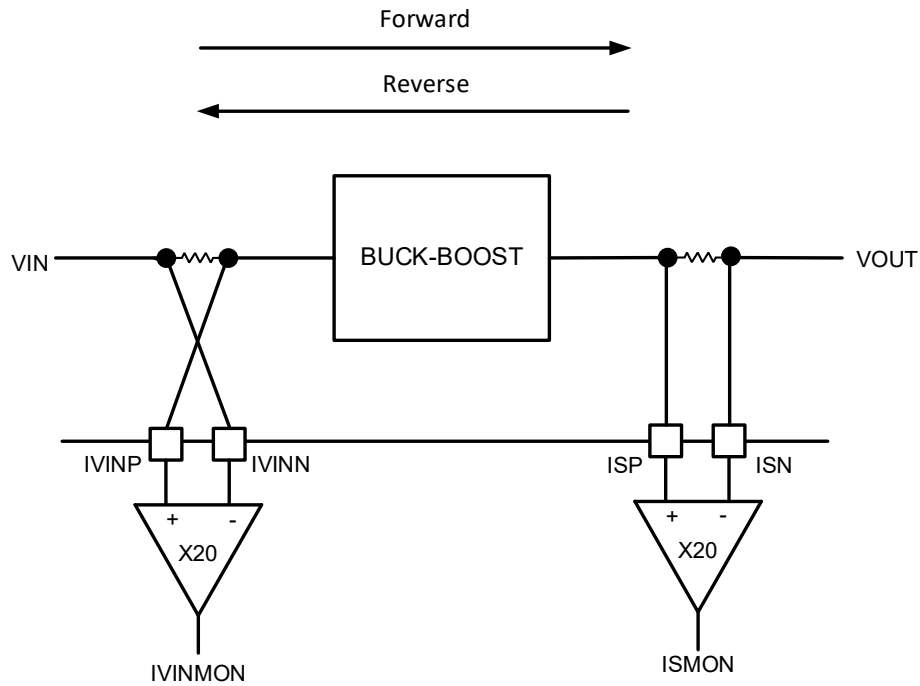 Forward
Reverse
VIN
BUCK-BOOST
VOUT
IVINP
IVINN
ISP
ISN
+ -
X20
+ -
X20
IVINMON
ISMON